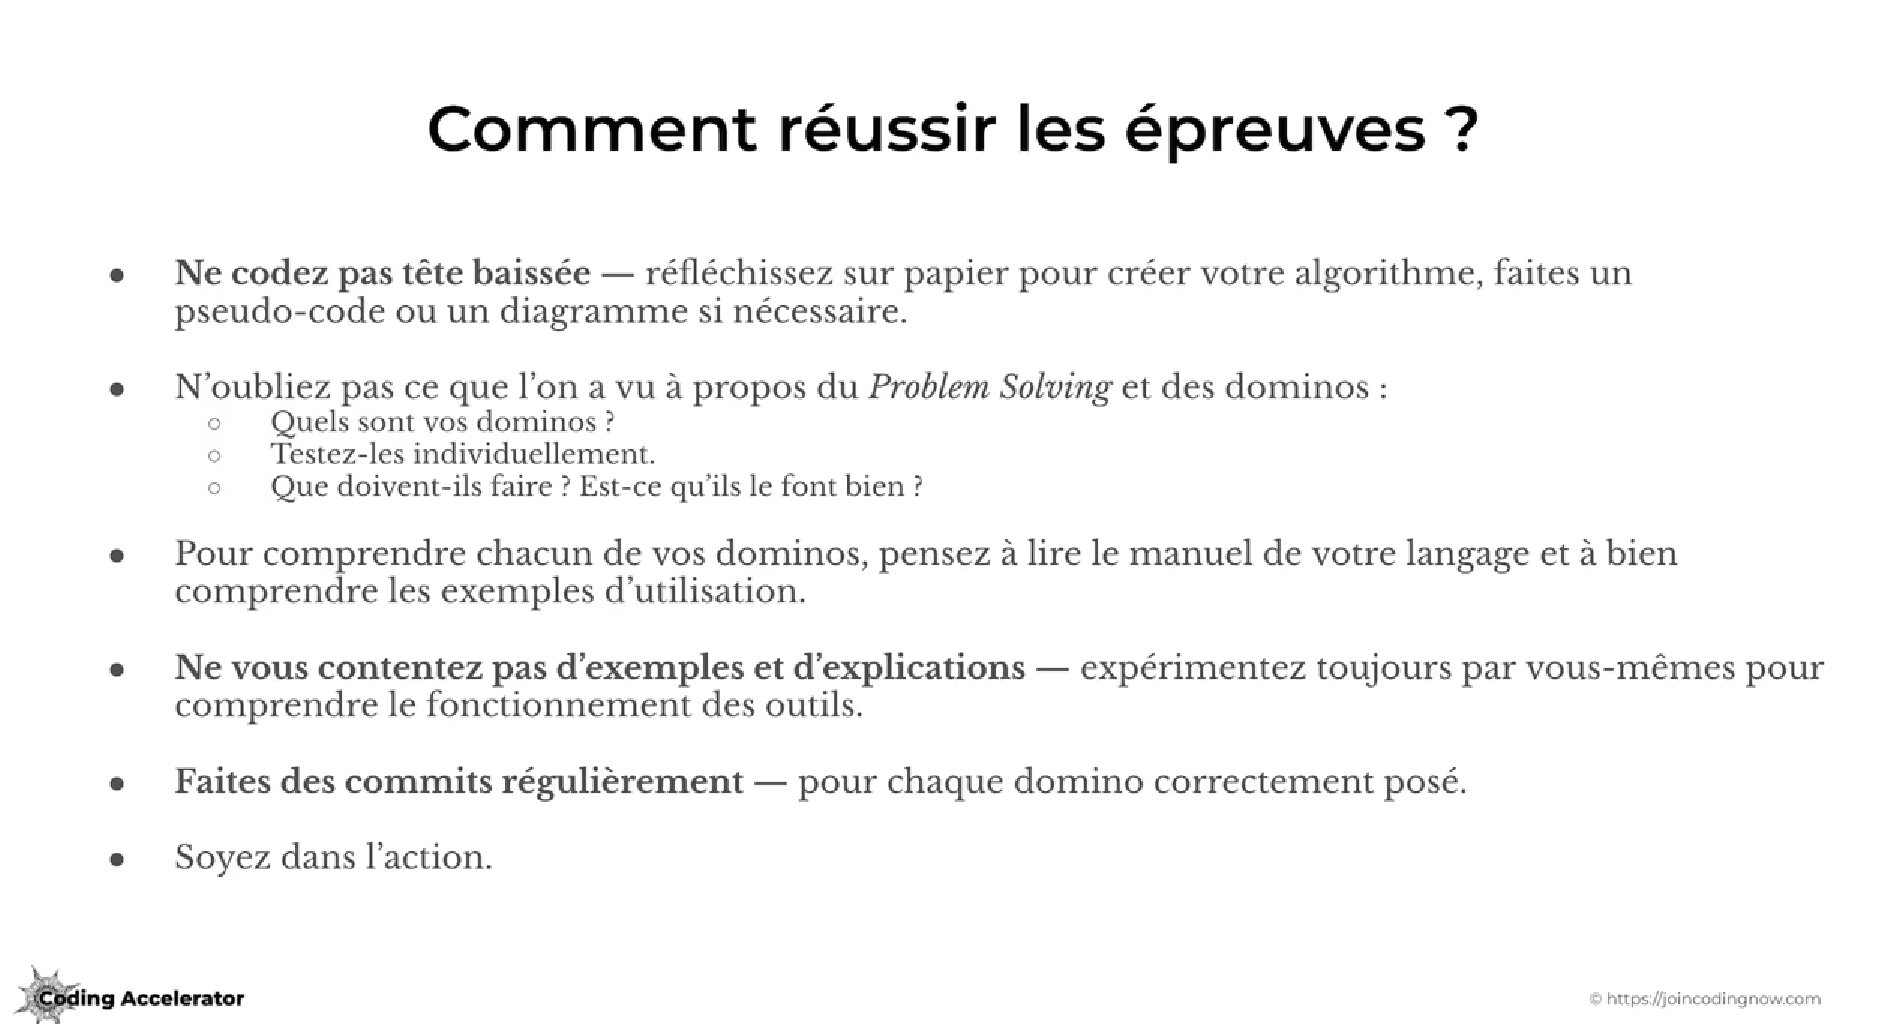 Comment réussir les épreuves ?
● Ne codez pas tête baissée — réfléchissez sur papier pour créer votre algorithme, faites un
pseudo-code ou un diagramme si nécessaire.
● N’oubliez pas ce que l’on a vu à propos du Problem Solving et des dominos :
○ Quels sont vos dominos ?
○ Testez-les individuellement.
○ Que doivent-ils faire ? Est-ce qu’ils le font bien ?
● Pour comprendre chacun de vos dominos, pensez à lire le manuel de votre langage et à bien
comprendre les exemples d’utilisation.
● Ne vous contentez pas d’exemples et d’explications — expérimentez toujours par vous-mêmes pour
comprendre le fonctionnement des outils.
● Faites des commits régulièrement — pour chaque domino correctement posé.
● Soyez dans l’action.
Coding Accelerator
© https://joincodingnow.com